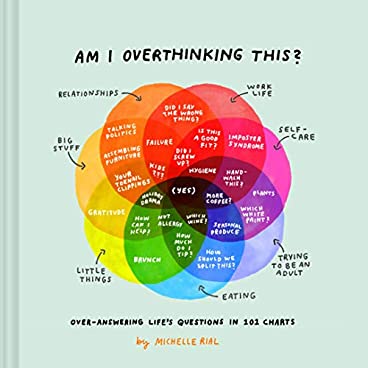 AM I OVERTHINKING THIS?
RELATIONSHIPS
WORK
LIFE
DID I SAY
THE WRONG
THING?
TALKING
POLITICS
IS THIS
A GOOD
FIT?
IMPOSTER
SYNDROME
SELF-
CARE
BIG
STUFF
FAILURE
ASSEMBLING
FURNITURE
DID I
SCREW
UP?
KIDS
???
HYGIENE
HAND-
WASH
THIS?
YOUR
TOENAIL
CLIPPINGS
(YES)
HOLIDAY
DRAMA
MORE
COFFEE?
PLANTS
GRATITUDE
HOW
CAN I
HELP?
NUT
ALLERGY
WHICH
WINE?
WHICH
WHITE
PAINT?
SEASONAL
PRODUCE
HOW
MUCH
DO I
TIP?
BRUNCH
HOW
SHOULD WE
SPLIT THIS?
LITTLE
THINGS
TRYING
TO BE AN
ADULT
EATING
OVER-ANSWERING LIFE'S QUESTIONS IN 101 CHARTS
by MICHELLE RIAL